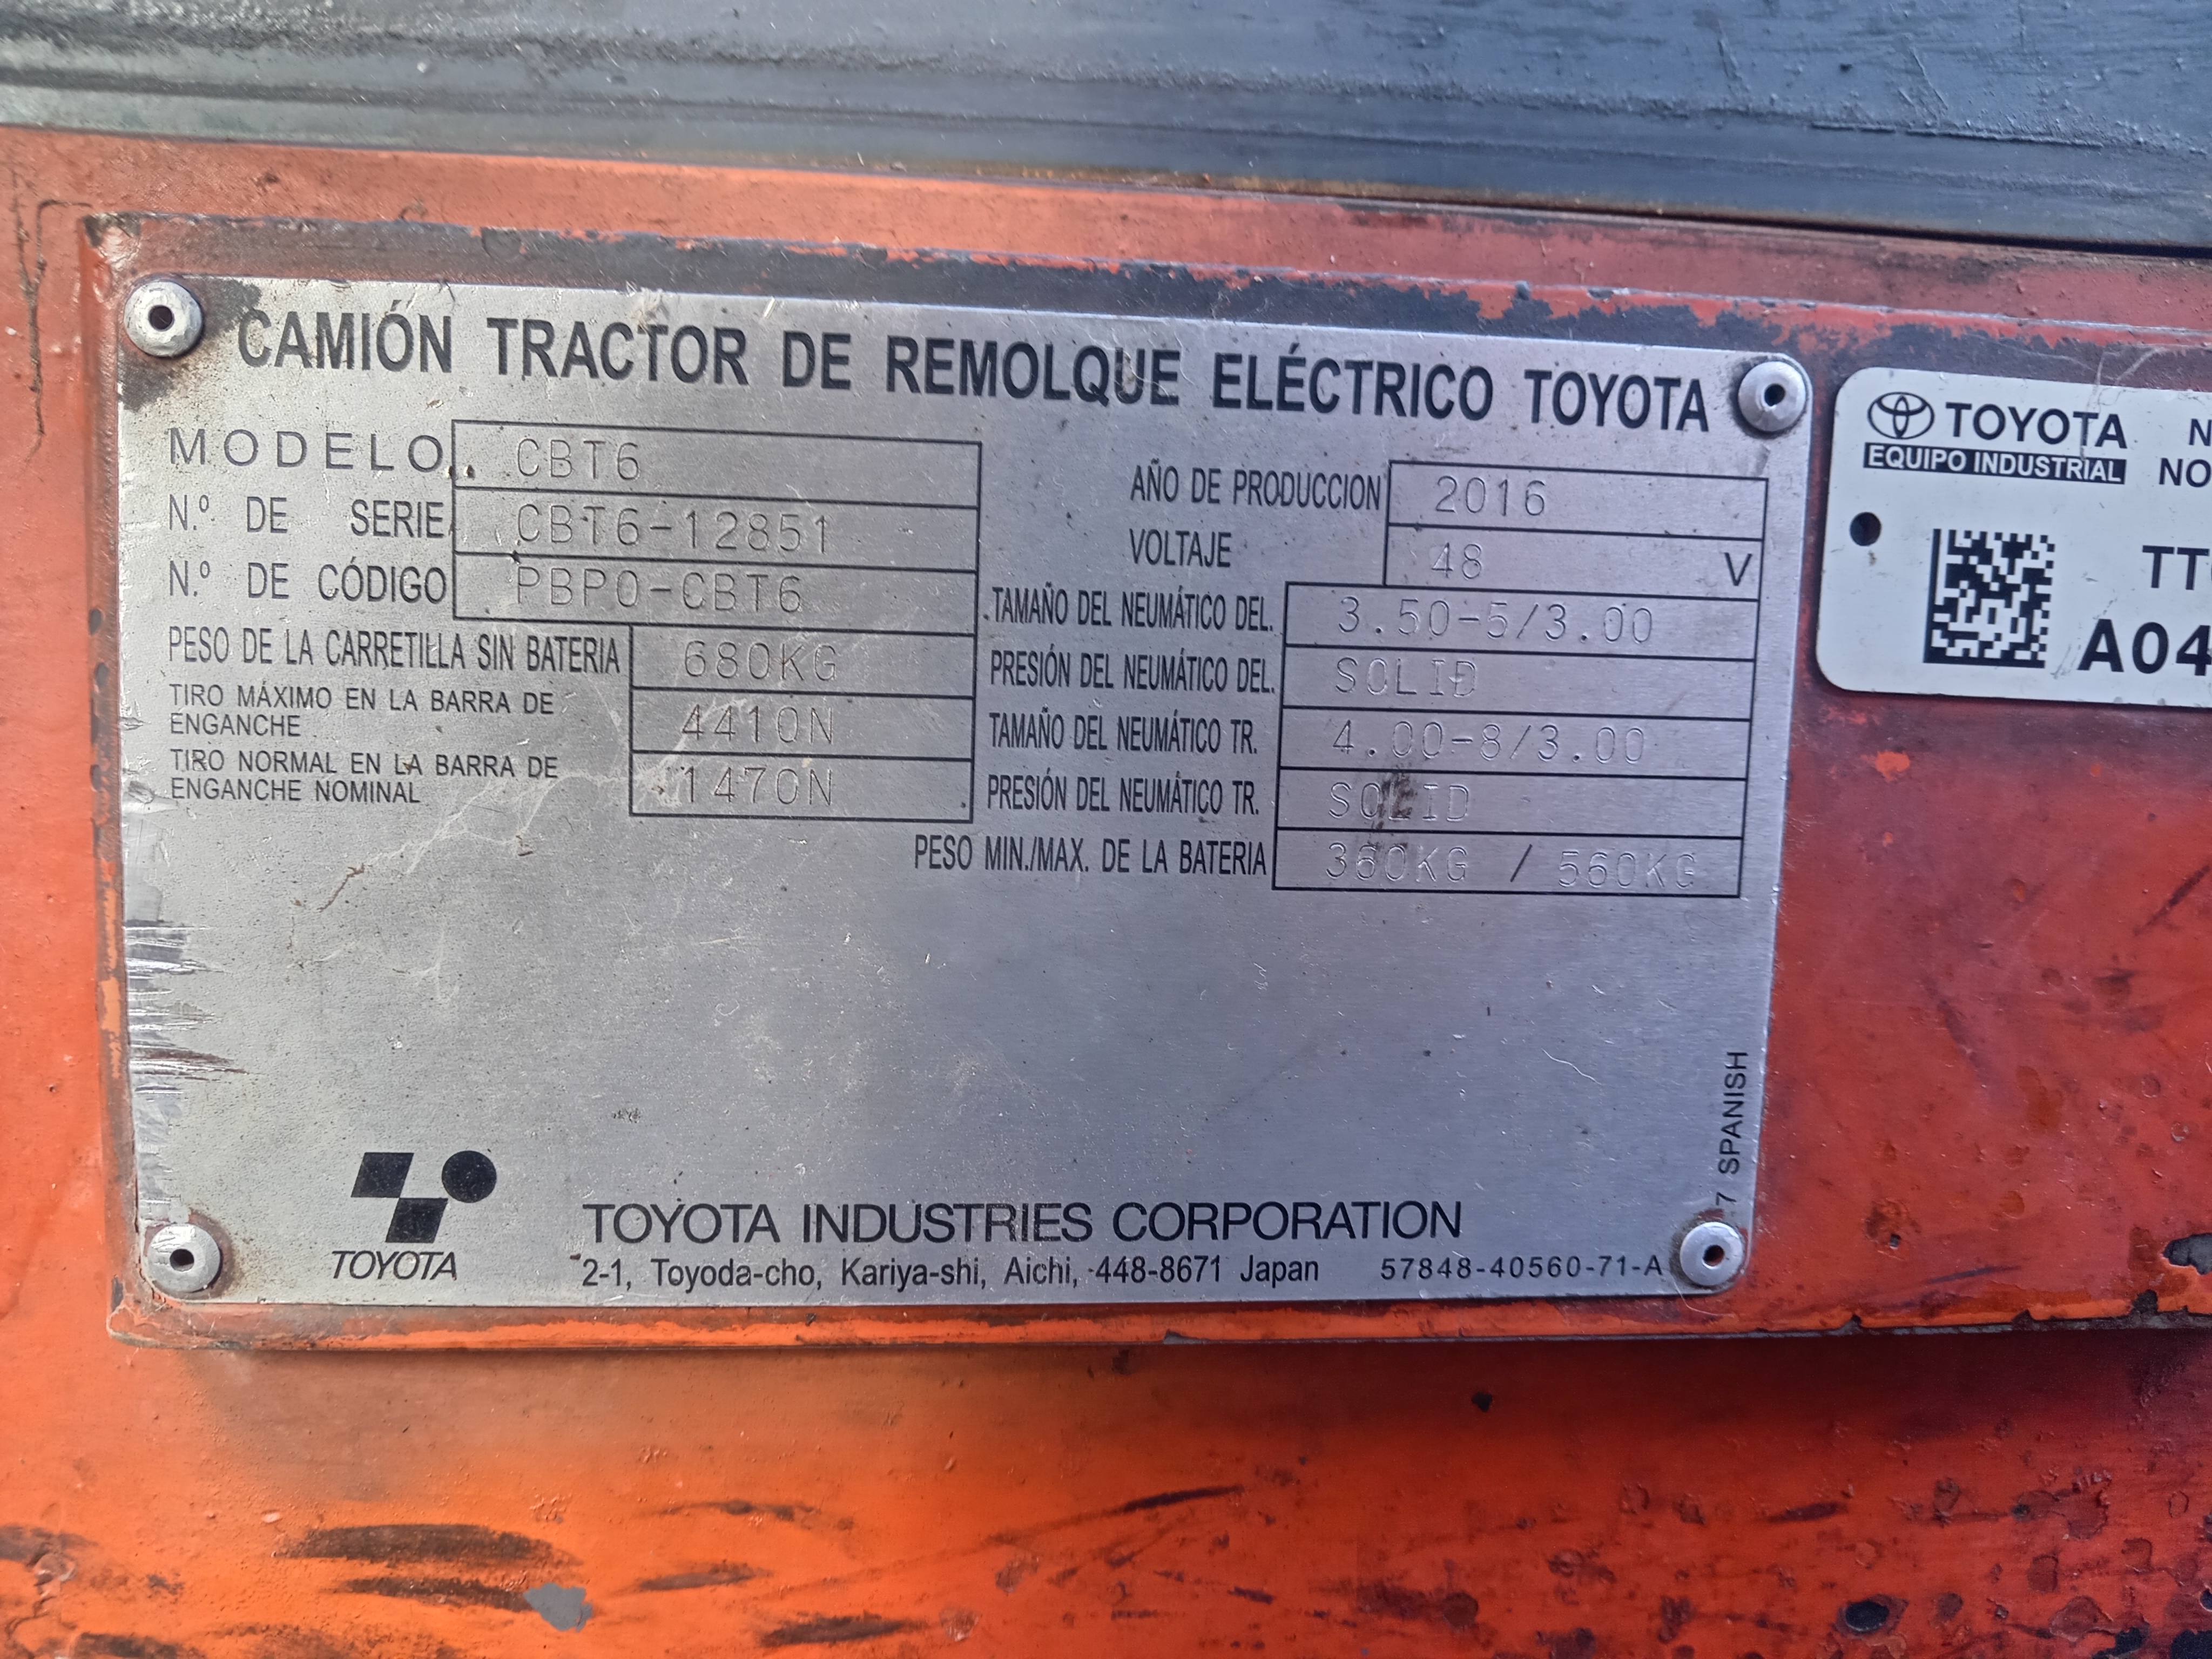 CAMIÓN TRACTOR DE REMOLQUE ELÉCTRICO TOYOTA
MODELO CBT6
N.º DE SERIE CBT6-12851
N.º DE CÓDIGO PBP0-CBT6
PESO DE LA CARRETILLA SIN BATERIA 680KG
TIRO MÁXIMO EN LA BARRA DE
ENGANCHE 4410N
TIRO NORMAL EN LA BARRA DE
ENGANCHE NOMINAL 1470N
AÑO DE PRODUCCION 2016
VOLTAJE 48 V
TAMAÑO DEL NEUMÁTICO DEL. 3.50-5/3.00
PRESIÓN DEL NEUMÁTICO DEL. SOLID
TAMAÑO DEL NEUMÁTICO TR. 4.00-8/3.00
PRESIÓN DEL NEUMÁTICO TR. SOLID
PESO MIN./MAX. DE LA BATERIA 360KG / 560KG
7 SPANISH
TOYOTA
TOYOTA INDUSTRIES CORPORATION
2-1, Toyoda-cho, Kariya-shi, Aichi, 448-8671 Japan 57848-40560-71-A
TOYOTA
EQUIPO INDUSTRIAL
A04